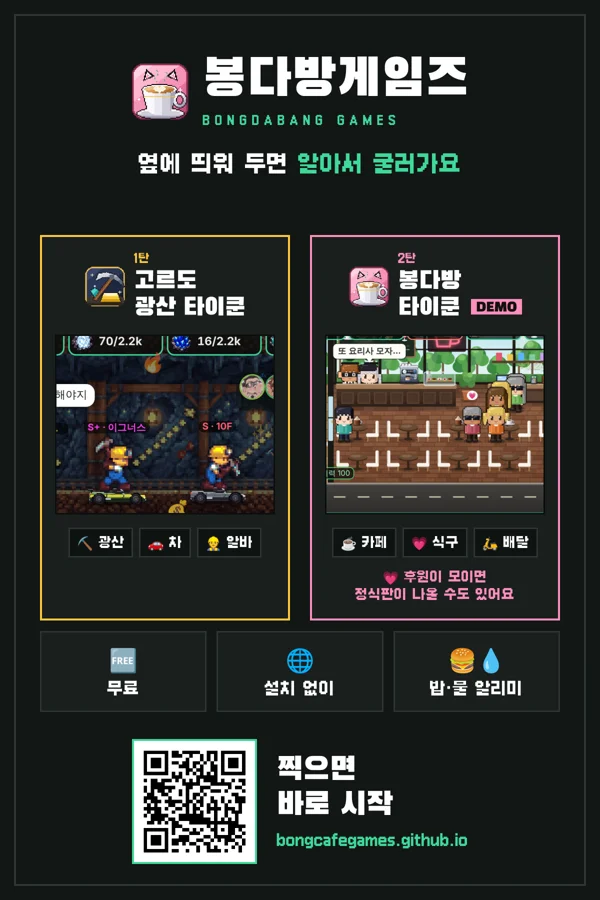 봉다방게임즈
BONGDABANG GAMES
옆에 띄워 두면 알아서 굴러가요
1탄
고르도
광산 타이쿤
70/2.2k
16/2.2k
해야지
S+ · 이그너스
S · 10F
광산
차
알바
2탄
봉다방
타이쿤 DEMO
또 요리사 모자...
력 100
카페
식구
배달
후원이 모이면
정식판이 나올 수도 있어요
FREE
무료
설치 없이
밥·물 알리미
찍으면
바로 시작
bongcafegames.github.io